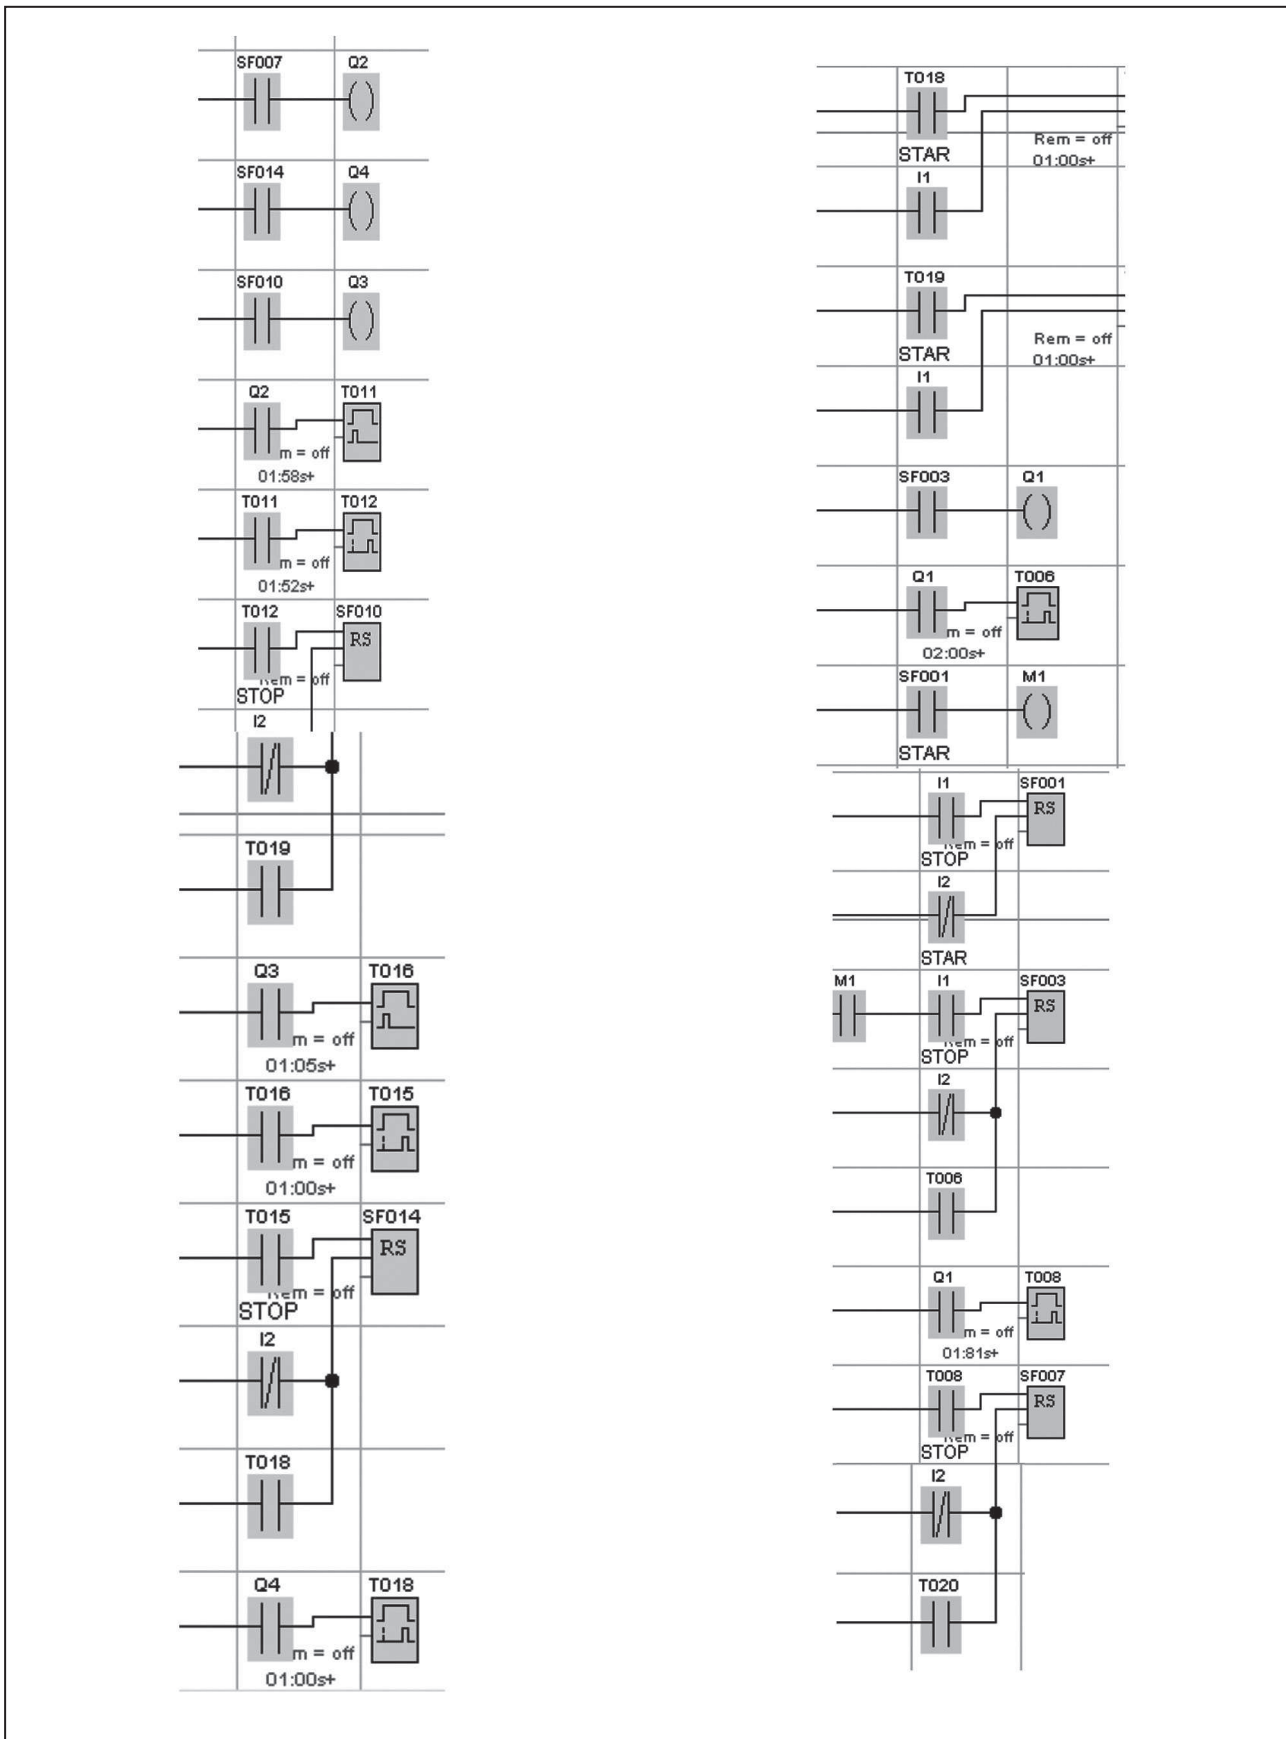 SF007 Q2
SF014 Q4
SF010 Q3
Q2 T011
m = off
01:58s+
T011 T012
m = off
01:52s+
T012 SF010
RS
em = off
STOP
I2
T019
Q3 T016
m = off
01:05s+
T016 T015
m = off
01:00s+
T015 SF014
RS
em = off
STOP
I2
T018
Q4 T018
m = off
01:00s+
T018
Rem = off
STAR 01:00s+
I1
T019
Rem = off
STAR 01:00s+
I1
SF003 Q1
Q1 T006
m = off
02:00s+
SF001 M1
STAR
I1 SF001
RS
em = off
STOP
I2
STAR
M1 I1 SF003
RS
em = off
STOP
I2
T006
Q1 T008
m = off
01:81s+
T008 SF007
RS
em = off
STOP
I2
T020